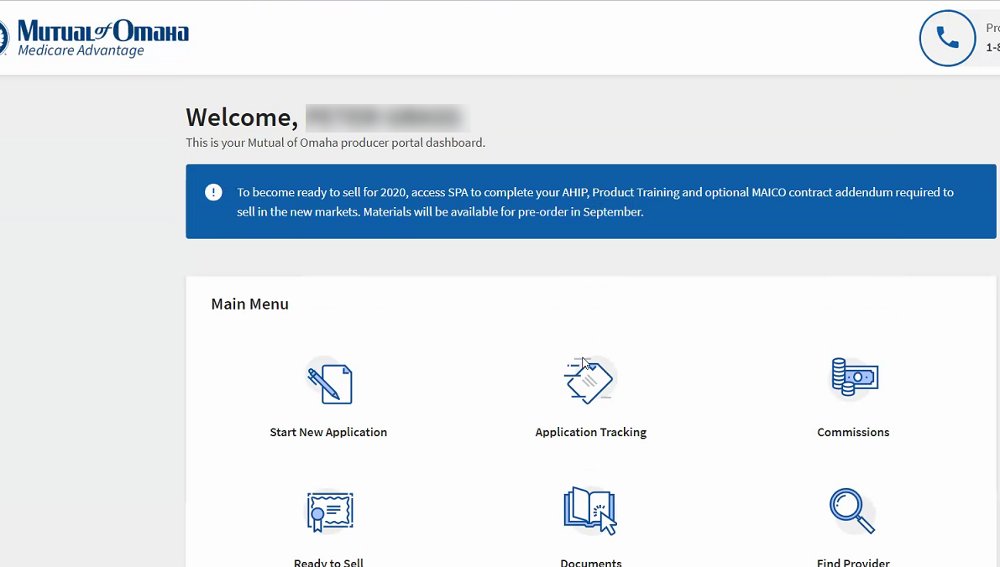 Mutual of Omaha
Medicare Advantage
Pro
1-8
Welcome,
This is your Mutual of Omaha producer portal dashboard.
To become ready to sell for 2020, access SPA to complete your AHIP, Product Training and optional MAICO contract addendum required to
sell in the new markets. Materials will be available for pre-order in September.
Main Menu
Start New Application
Application Tracking
Commissions
Ready to Sell
Documents
Find Provider